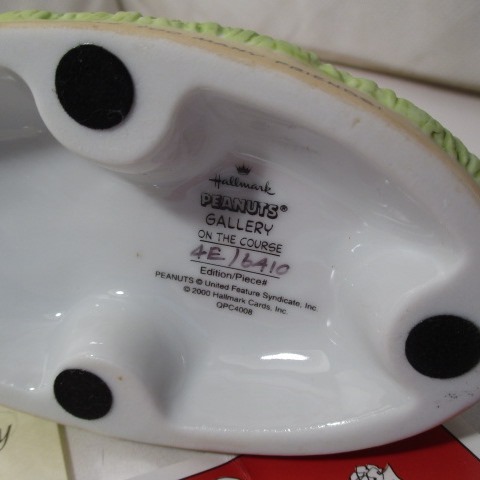 Hallmark
PEANUTS®
GALLERY
ON THE COURSE
4E/6410
Edition/Piece#
PEANUTS © United Feature Syndicate, Inc.
© 2000 Hallmark Cards, Inc.
QPC4008